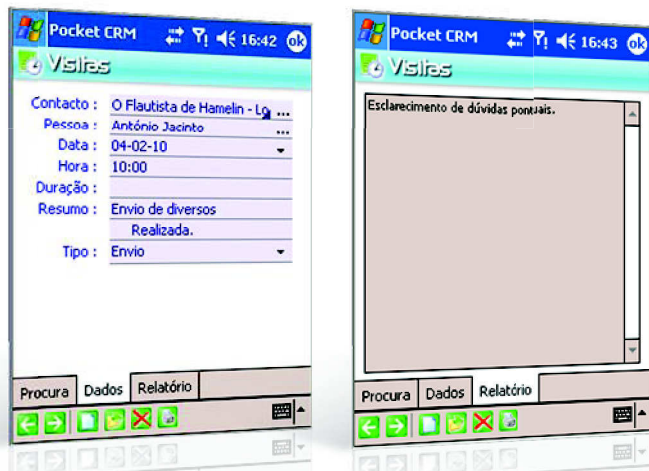 Pocket CRM 16:42 ok
Visitas
Contacto : O Flautista de Hamelin - Lo ...
Pessoa : António Jacinto ...
Data : 04-02-10
Hora : 10:00
Duração :
Resumo : Envio de diversos
Realizada.
Tipo : Envio
Procura Dados Relatório
Pocket CRM 16:43 ok
Visitas
Esclarecimento de dúvidas pontuais.
Procura Dados Relatório